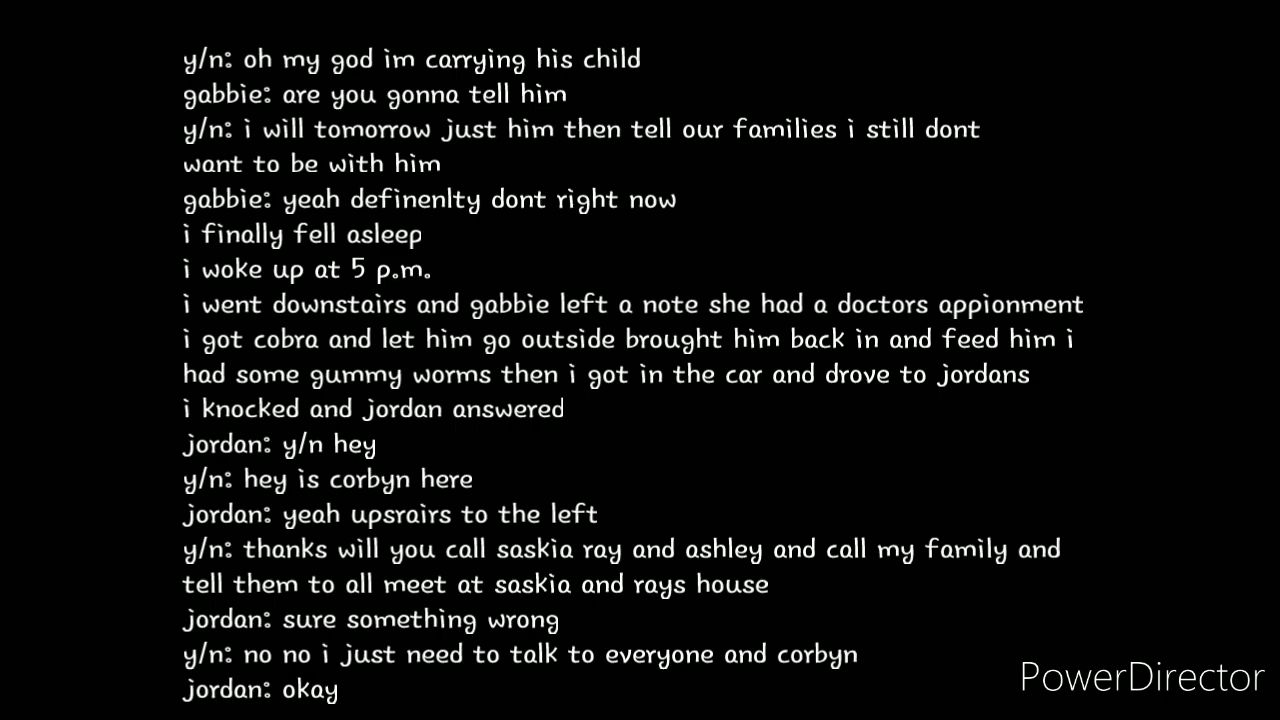 y/n: oh my god im carrying his child
gabbie: are you gonna tell him
y/n: i will tomorrow just him then tell our families i still dont
want to be with him
gabbie: yeah definenlty dont right now
i finally fell asleep
i woke up at 5 p.m.
i went downstairs and gabbie left a note she had a doctors appionment
i got cobra and let him go outside brought him back in and feed him i
had some gummy worms then i got in the car and drove to jordans
i knocked and jordan answered
jordan: y/n hey
y/n: hey is corbyn here
jordan: yeah upsrairs to the left
y/n: thanks will you call saskia ray and ashley and call my family and
tell them to all meet at saskia and rays house
jordan: sure something wrong
y/n: no no i just need to talk to everyone and corbyn
jordan: okay
PowerDirector